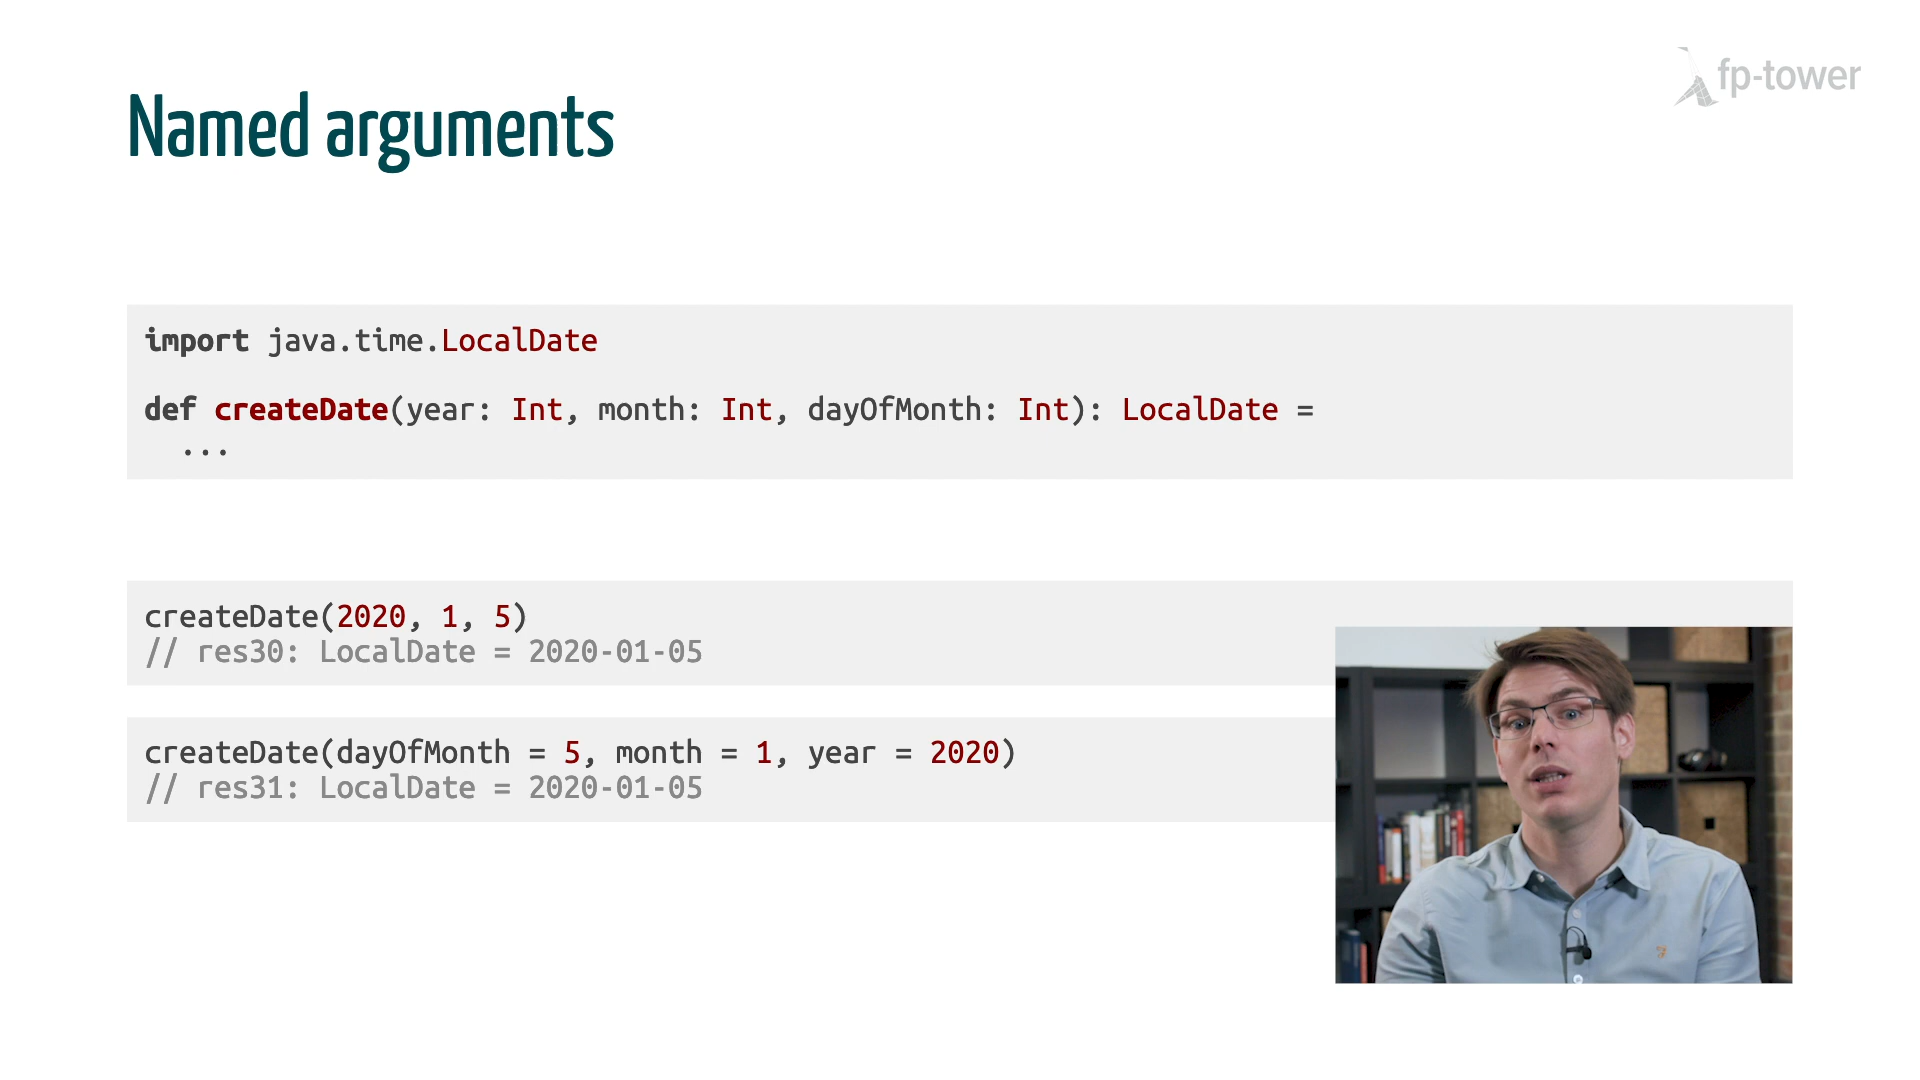 fp-tower
Named arguments
import java.time.LocalDate
def createDate(year: Int, month: Int, dayOfMonth: Int): LocalDate =
...
createDate(2020, 1, 5)
// res30: LocalDate = 2020-01-05
createDate(dayOfMonth = 5, month = 1, year = 2020)
// res31: LocalDate = 2020-01-05